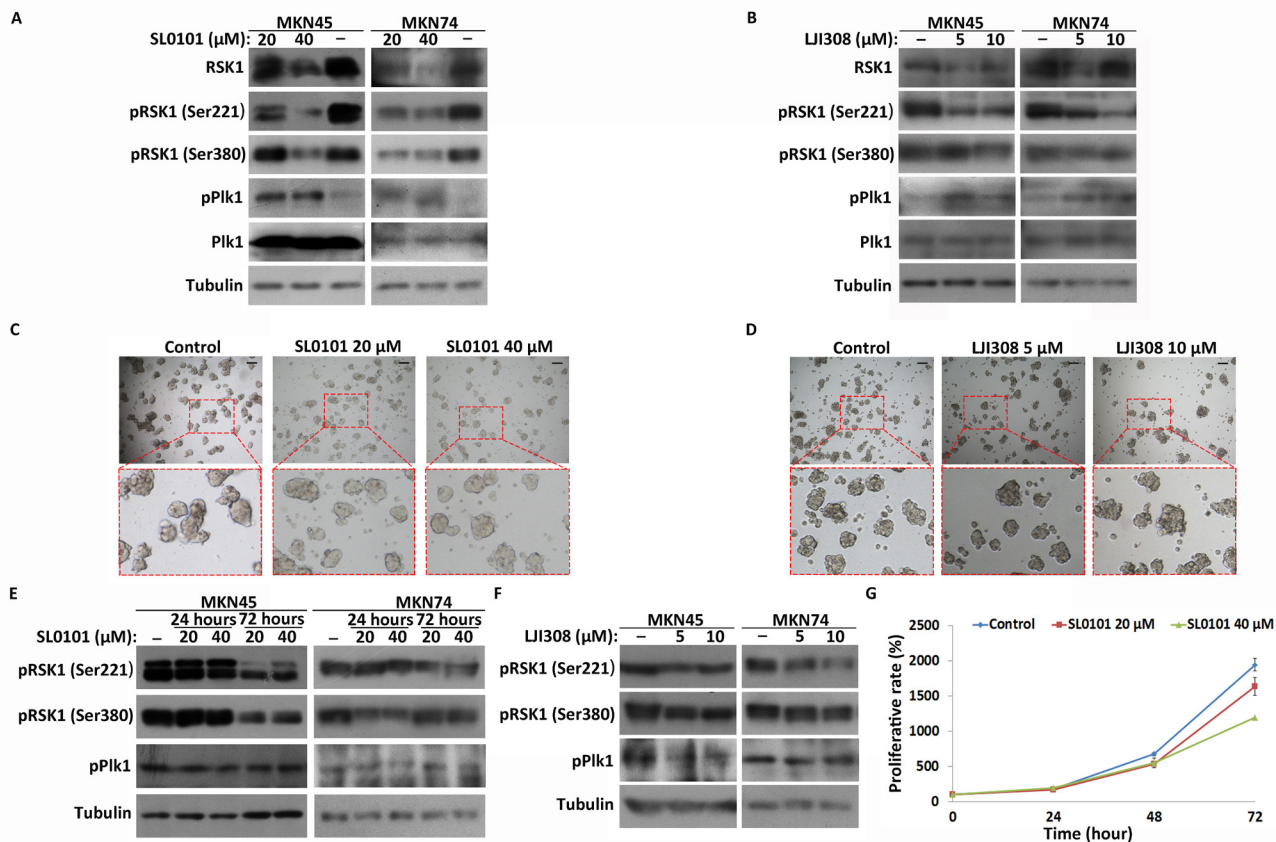 A
MKN45 MKN74
SL0101 (µM): 20 40 – 20 40 –
RSK1
pRSK1 (Ser221)
pRSK1 (Ser380)
pPlk1
Plk1
Tubulin
B
MKN45 MKN74
LJI308 (µM): – 5 10 – 5 10
RSK1
pRSK1 (Ser221)
pRSK1 (Ser380)
pPlk1
Plk1
Tubulin
C
Control SL0101 20 µM SL0101 40 µM
D
Control LJI308 5 µM LJI308 10 µM
E
MKN45 MKN74
24 hours 72 hours 24 hours 72 hours
SL0101 (µM): – 20 40 20 40 – 20 40 20 40
pRSK1 (Ser221)
pRSK1 (Ser380)
pPlk1
Tubulin
F
MKN45 MKN74
LJI308 (µM): – 5 10 – 5 10
pRSK1 (Ser221)
pRSK1 (Ser380)
pPlk1
Tubulin
G
Control SL0101 20 µM SL0101 40 µM
Proliferative rate (%)
2500
2000
1500
1000
500
0
0 24 48 72
Time (hour)